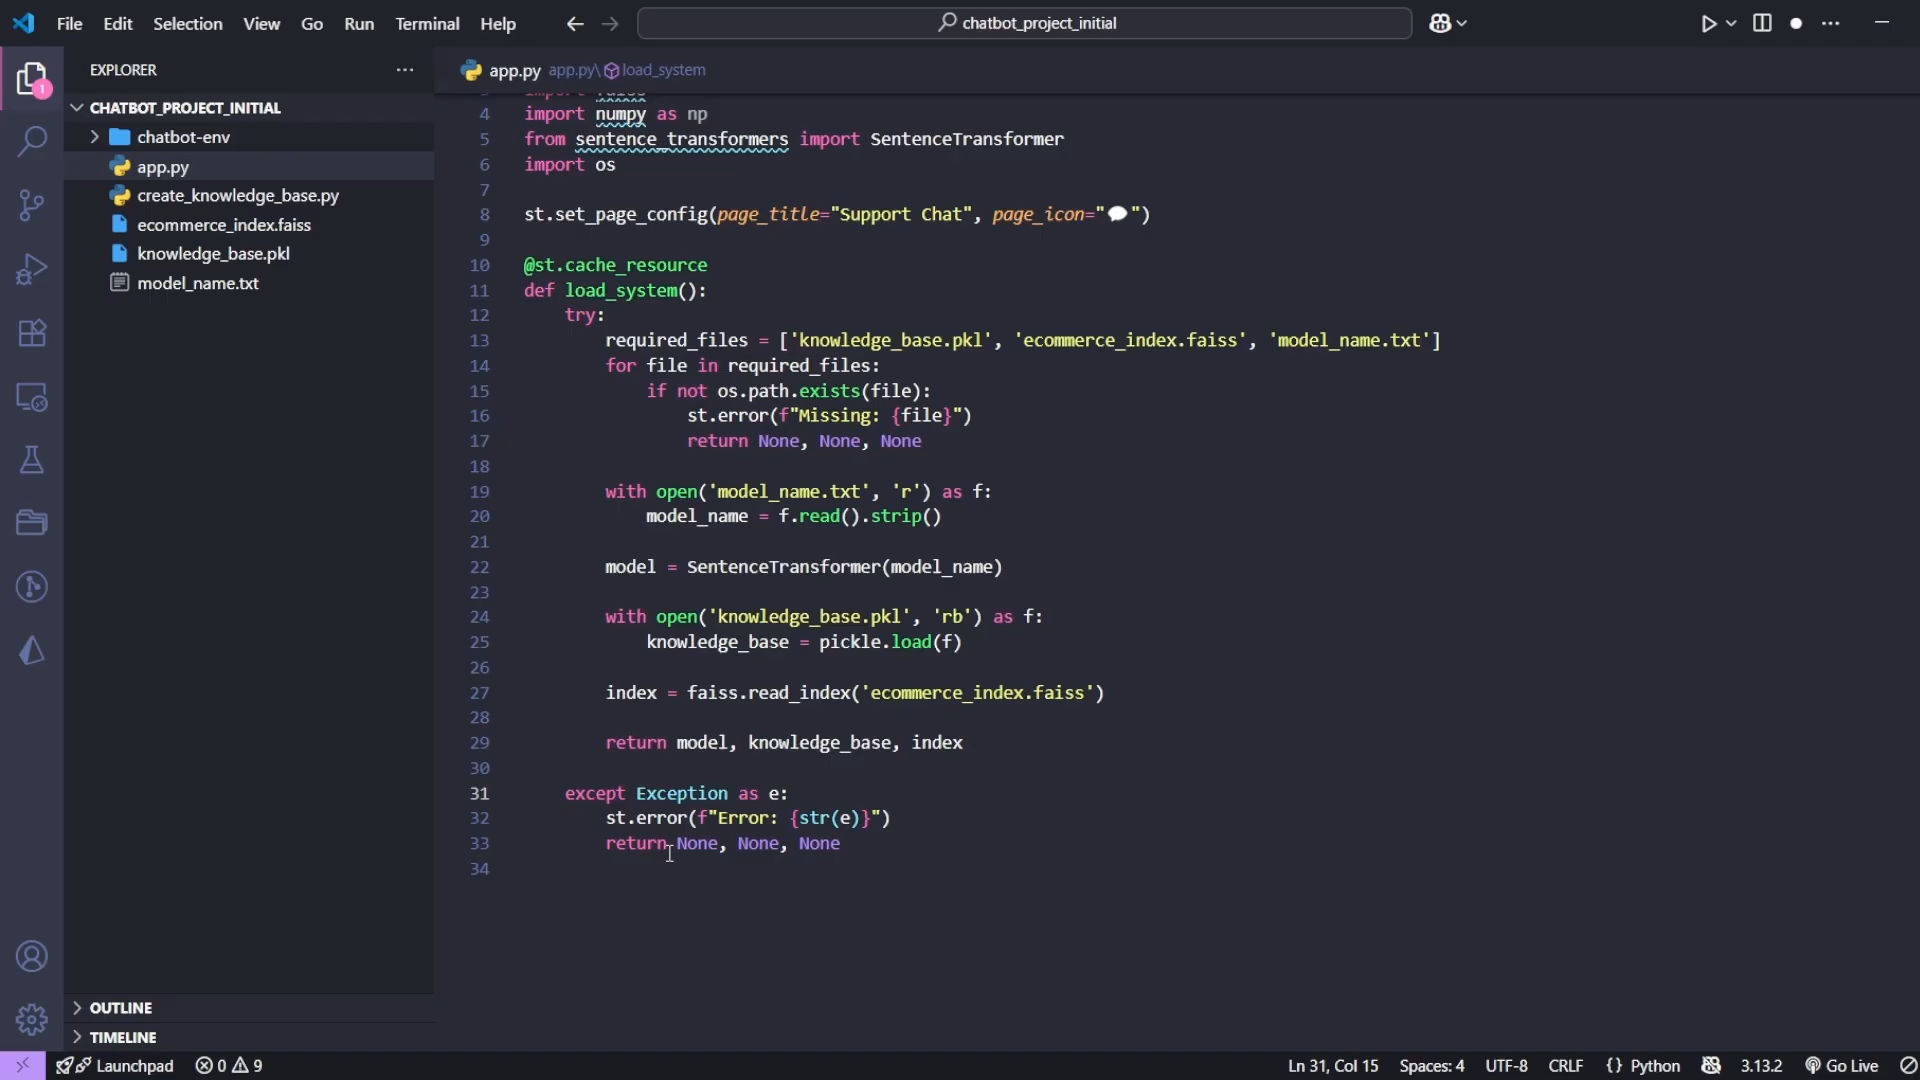 File Edit Selection View Go Run Terminal Help
chatbot_project_initial
EXPLORER
1
CHATBOT_PROJECT_INITIAL
chatbot-env
app.py
create_knowledge_base.py
ecommerce_index.faiss
knowledge_base.pkl
model_name.txt
OUTLINE
TIMELINE
app.py app.py\load_system
3 import faiss
4 import numpy as np
5 from sentence_transformers import SentenceTransformer
6 import os
7
8 st.set_page_config(page_title="Support Chat", page_icon="💬")
9
10 @st.cache_resource
11 def load_system():
12 try:
13 required_files = ['knowledge_base.pkl', 'ecommerce_index.faiss', 'model_name.txt']
14 for file in required_files:
15 if not os.path.exists(file):
16 st.error(f"Missing: {file}")
17 return None, None, None
18
19 with open('model_name.txt', 'r') as f:
20 model_name = f.read().strip()
21
22 model = SentenceTransformer(model_name)
23
24 with open('knowledge_base.pkl', 'rb') as f:
25 knowledge_base = pickle.load(f)
26
27 index = faiss.read_index('ecommerce_index.faiss')
28
29 return model, knowledge_base, index
30
31 except Exception as e:
32 st.error(f"Error: {str(e)}")
33 return None, None, None
34
Launchpad 0 9 Ln 31, Col 15 Spaces: 4 UTF-8 CRLF {} Python 3.13.2 Go Live